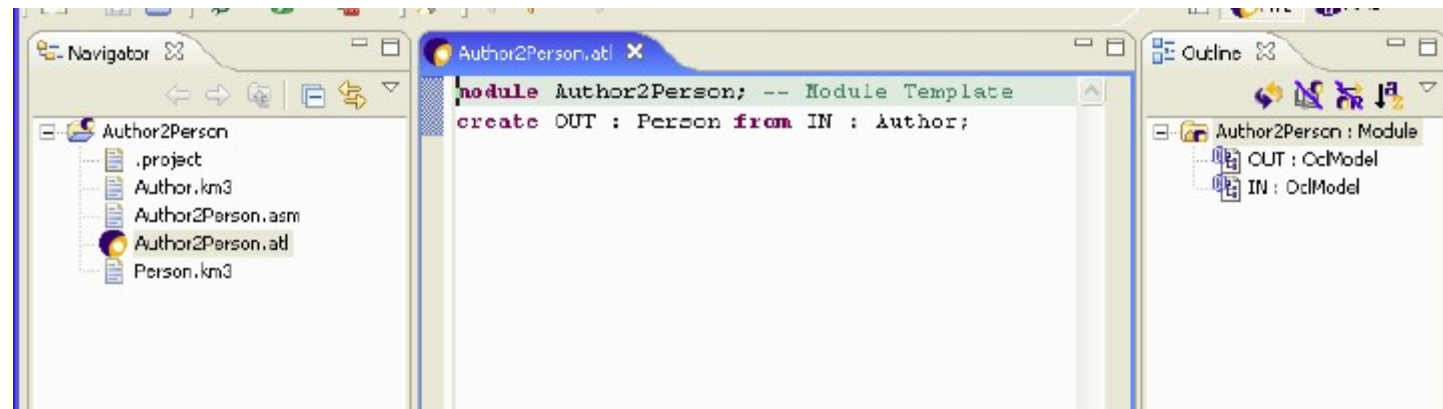 Navigator
Author2Person
.project
Author.km3
Author2Person.asm
Author2Person.atl
Person.km3
Author2Person.atl
module Author2Person; -- Module Template
create OUT : Person from IN : Author;
Outline
Author2Person : Module
OUT : OclModel
IN : OclModel